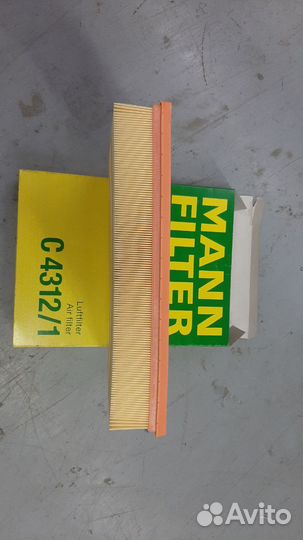 MANN
FILTER
C 4312/1
Luftfilter
Air filter
Avito